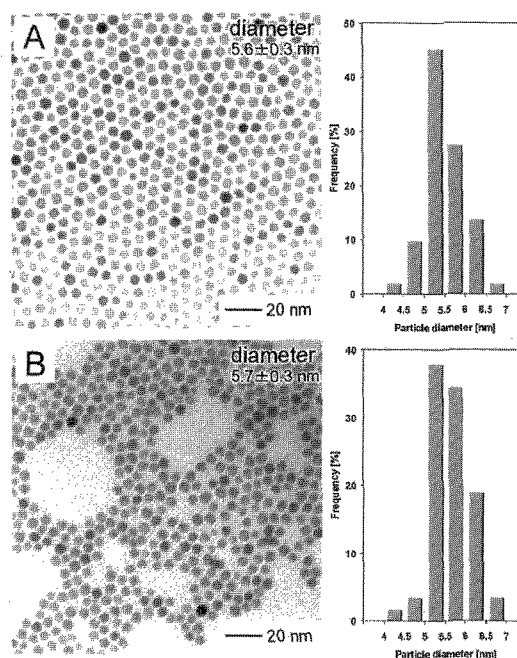 A
diameter
5.6±0.3 nm
20 nm
50
40
30
20
10
0
Frequency [%]
4 4.5 5 5.5 6 6.5 7
Particle diameter [nm]
B
diameter
5.7±0.3 nm
20 nm
40
30
20
10
0
Frequency [%]
4 4.5 5 5.5 6 6.5 7
Particle diameter [nm]